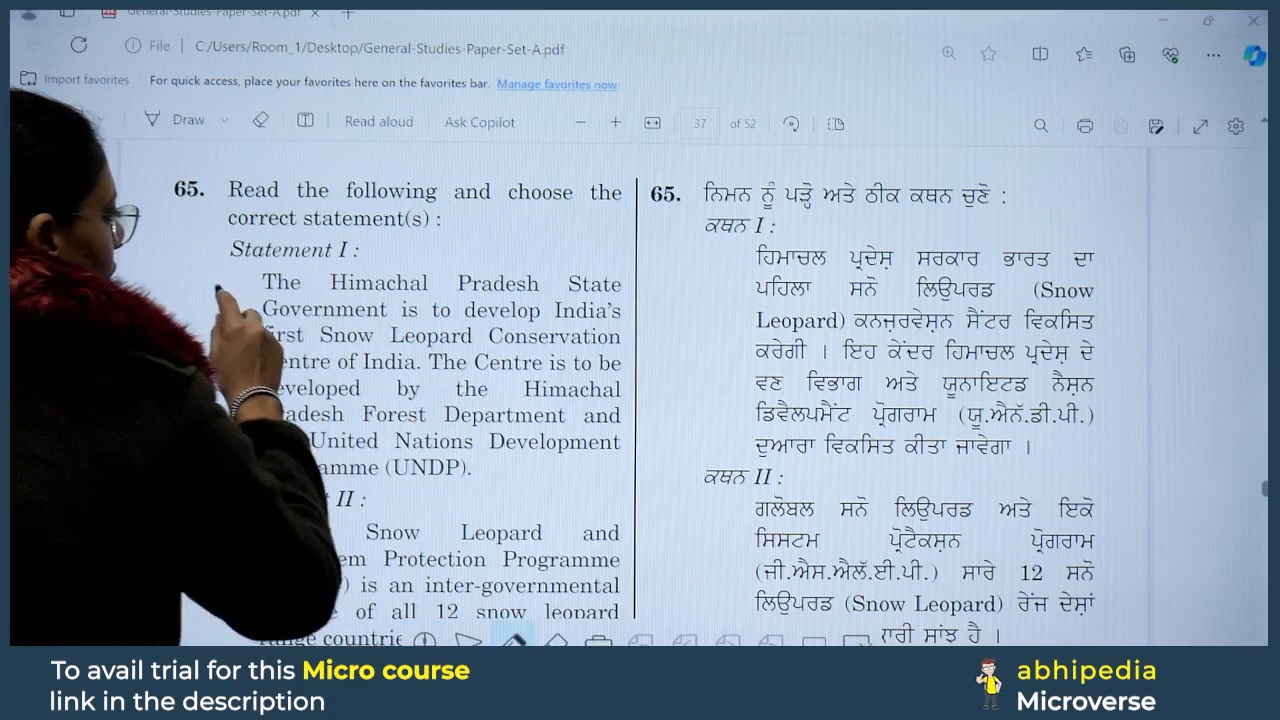 General-Studies-Paper-Set-A.pdf
File C:/Users/Room_1/Desktop/General-Studies-Paper-Set-A.pdf
Import favorites For quick access, place your favorites here on the favorites bar. Manage favorites now
Draw Read aloud Ask Copilot 37 of 52
65. Read the following and choose the
correct statement(s) :
Statement I :
The Himachal Pradesh State
Government is to develop India's
Snow Leopard Conservation
of India. The Centre is to be
by the Himachal
Forest Department and
United Nations Development
(UNDP).
II :
Snow Leopard and
Protection Programme
is an inter-governmental
of all 12 snow leopard
range
65. ਨਿਮਨ ਨੂੰ ਪੜ੍ਹੋ ਅਤੇ ਠੀਕ ਕਥਨ ਚੁਣੋ :
ਕਥਨ I :
ਹਿਮਾਚਲ ਪ੍ਰਦੇਸ਼ ਸਰਕਾਰ ਭਾਰਤ ਦਾ
ਪਹਿਲਾ ਸਨੋ ਲਿਉਪਰਡ (Snow
Leopard) ਕਨਜ਼ਰਵੇਸ਼ਨ ਸੈਂਟਰ ਵਿਕਸਿਤ
ਕਰੇਗੀ । ਇਹ ਕੇਂਦਰ ਹਿਮਾਚਲ ਪ੍ਰਦੇਸ਼ ਦੇ
ਵਣ ਵਿਭਾਗ ਅਤੇ ਯੂਨਾਇਟਡ ਨੈਸ਼ਨ
ਡਿਵੈਲਪਮੈਂਟ ਪ੍ਰੋਗਰਾਮ (ਯੂ.ਐਨ.ਡੀ.ਪੀ.)
ਦੁਆਰਾ ਵਿਕਸਿਤ ਕੀਤਾ ਜਾਵੇਗਾ ।
ਕਥਨ II :
ਗਲੋਬਲ ਸਨੋ ਲਿਉਪਰਡ ਅਤੇ ਇਕੋ
ਸਿਸਟਮ ਪ੍ਰੋਟੈਕਸ਼ਨ ਪ੍ਰੋਗਰਾਮ
(ਜੀ.ਐਸ.ਐਲੱ.ਈ.ਪੀ.) ਸਾਰੇ 12 ਸਨੋ
ਲਿਉਪਰਡ (Snow Leopard) ਰੇਂਜ ਦੇਸ਼ਾਂ
ਸਾਂਝ ਹੈ ।
To avail trial for this Micro course
link in the description
abhipedia
Microverse